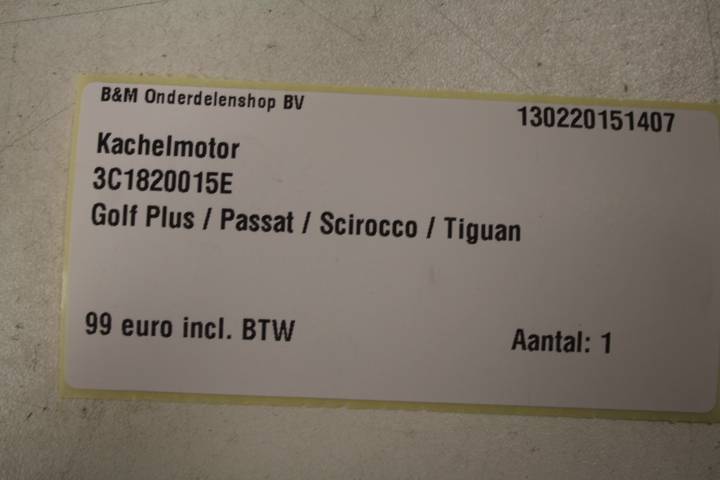 B&M Onderdelenshop BV
130220151407
Kachelmotor
3C1820015E
Golf Plus / Passat / Scirocco / Tiguan
99 euro incl. BTW
Aantal: 1